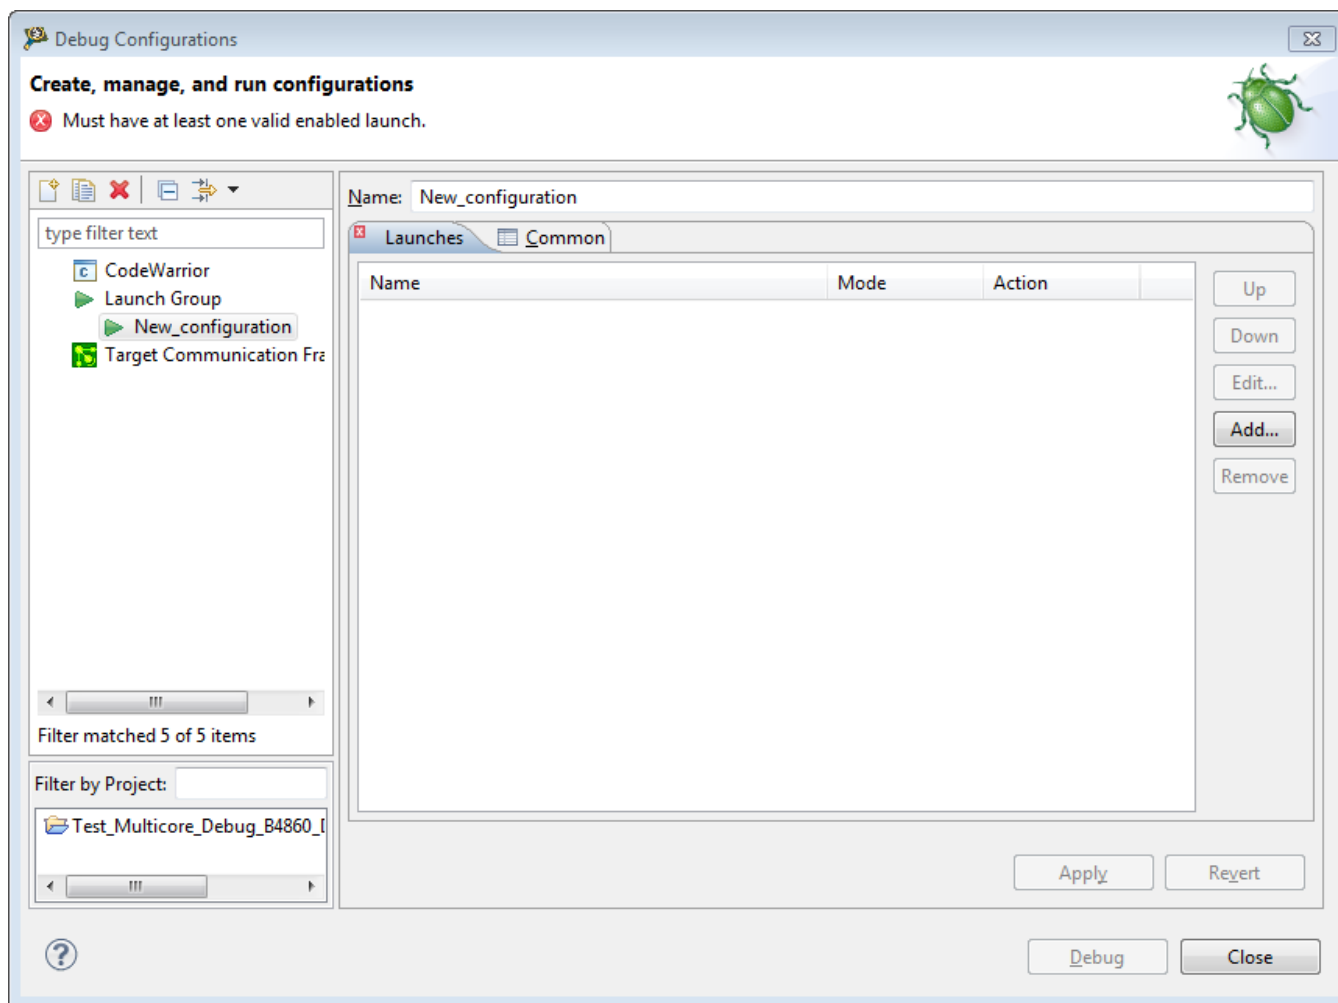 Debug Configurations
Create, manage, and run configurations
Must have at least one valid enabled launch.
type filter text
CodeWarrior
Launch Group
New_configuration
Target Communication Fra
Filter matched 5 of 5 items
Filter by Project:
Test_Multicore_Debug_B4860_
Name: New_configuration
Launches Common
Name Mode Action
Up
Down
Edit...
Add...
Remove
Apply Revert
Debug Close